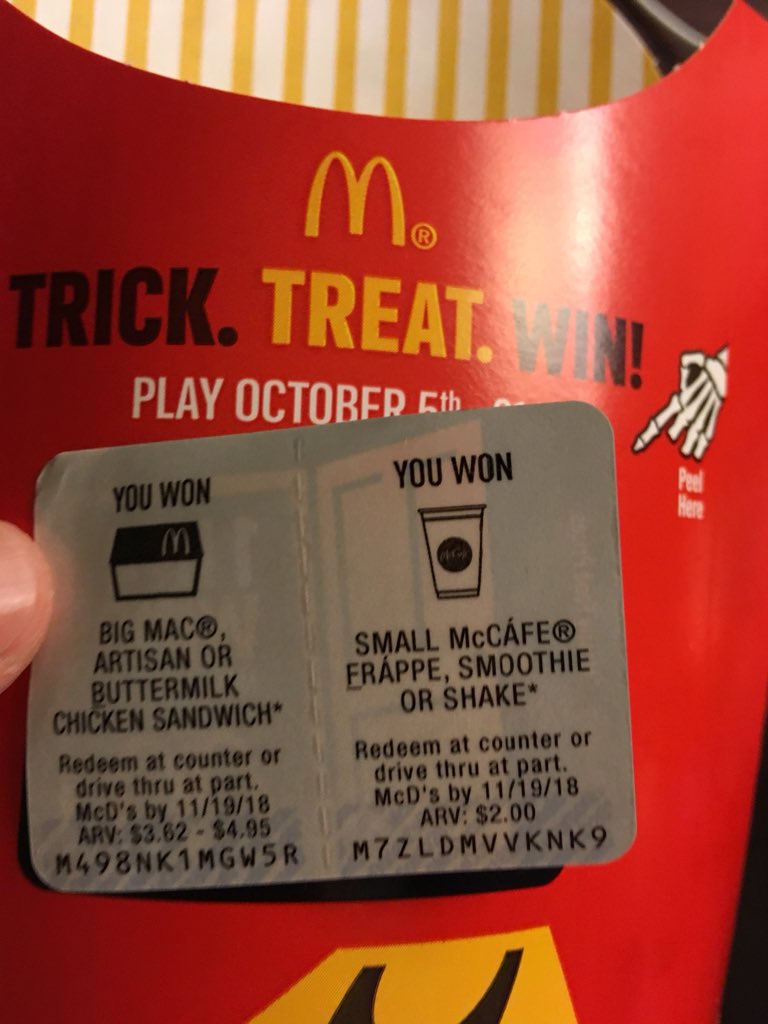 ®
TRICK. TREAT. WIN!
PLAY OCTOBER 5th
Peel
Here
YOU WON
BIG MAC®,
ARTISAN OR
BUTTERMILK
CHICKEN SANDWICH*
Redeem at counter or
drive thru at part.
McD's by 11/19/18
ARV: $3.62 - $4.95
M498NK1MGW5R
YOU WON
McCafé
SMALL McCÁFE®
FRÁPPE, SMOOTHIE
OR SHAKE*
Redeem at counter or
drive thru at part.
McD's by 11/19/18
ARV: $2.00
M7ZLDMVVKNK9